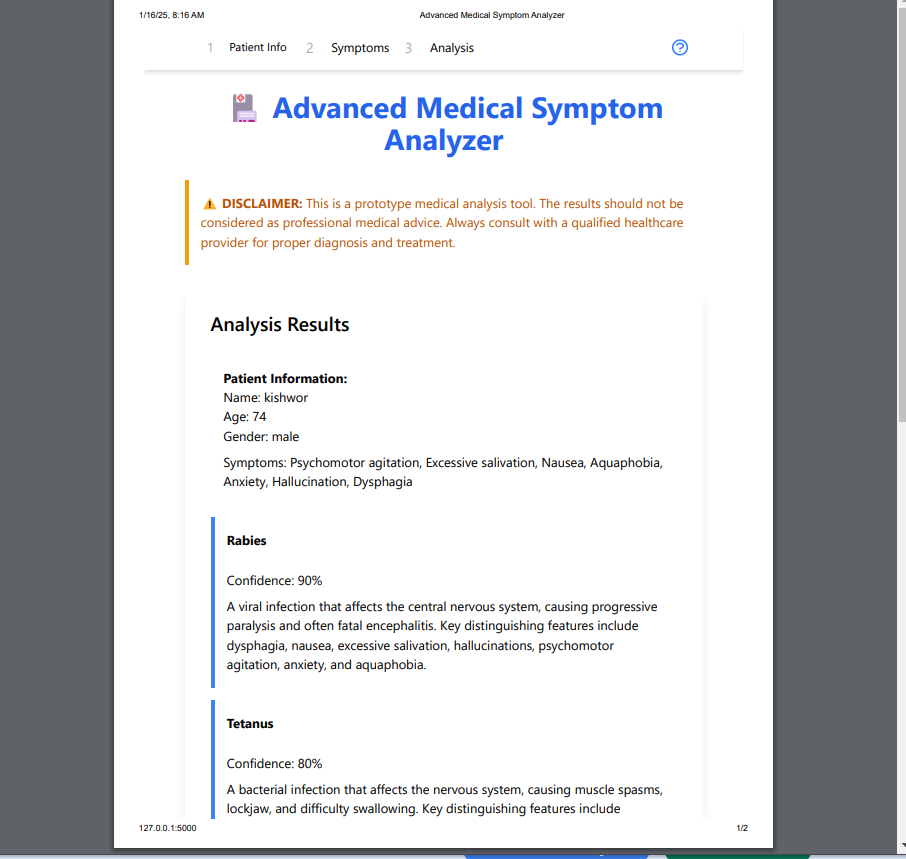 1/16/25, 8:16 AM
Advanced Medical Symptom Analyzer
1 Patient Info 2 Symptoms 3 Analysis
Advanced Medical Symptom
Analyzer
DISCLAIMER: This is a prototype medical analysis tool. The results should not be
considered as professional medical advice. Always consult with a qualified healthcare
provider for proper diagnosis and treatment.
Analysis Results
Patient Information:
Name: kishwor
Age: 74
Gender: male
Symptoms: Psychomotor agitation, Excessive salivation, Nausea, Aquaphobia,
Anxiety, Hallucination, Dysphagia
Rabies
Confidence: 90%
A viral infection that affects the central nervous system, causing progressive
paralysis and often fatal encephalitis. Key distinguishing features include
dysphagia, nausea, excessive salivation, hallucinations, psychomotor
agitation, anxiety, and aquaphobia.
Tetanus
Confidence: 80%
A bacterial infection that affects the nervous system, causing muscle spasms,
lockjaw, and difficulty swallowing. Key distinguishing features include
127.0.0.1:5000
1/2